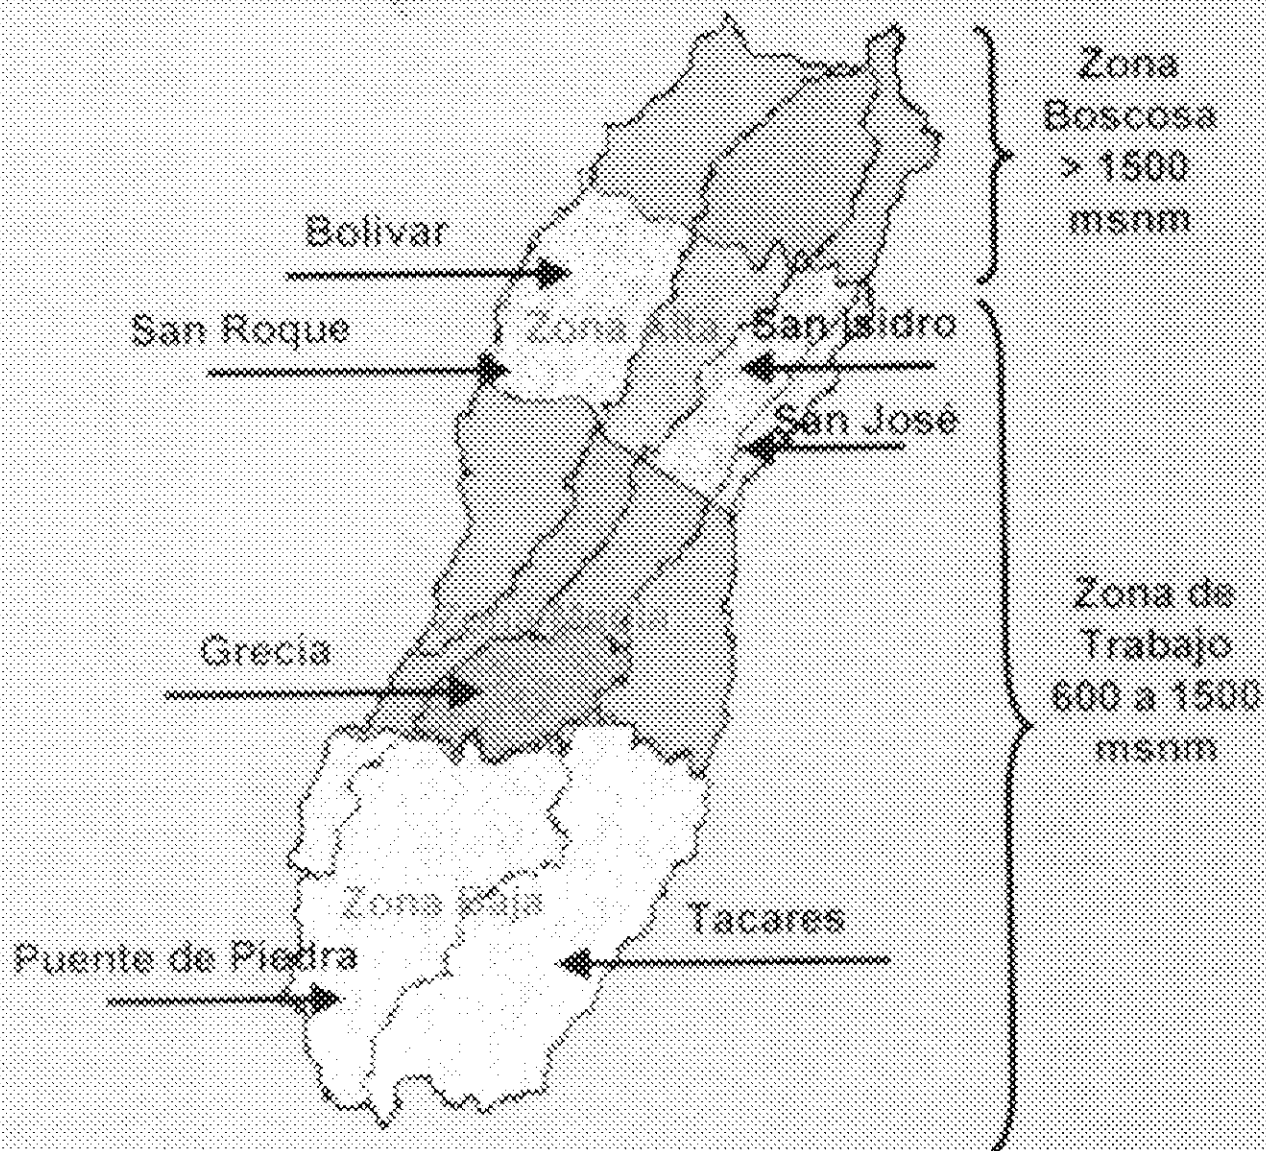 Zona
Boscosa
> 1500
msnm
Bolivar
San Roque
Zona Alta
San Isidro
San José
Zona de
Trabajo
600 a 1500
msnm
Grecia
Zona Baja
Tacares
Puente de Piedra